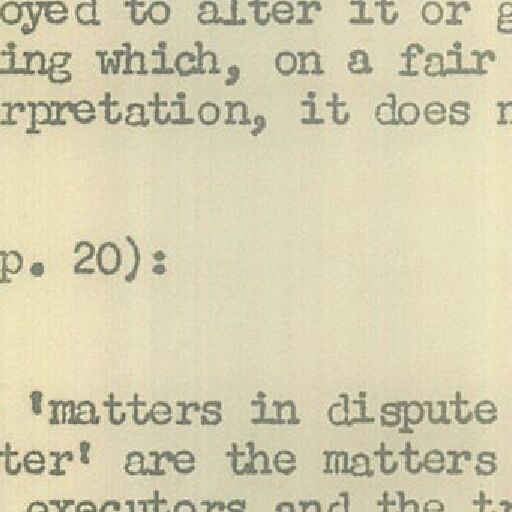 oyed to alter it or g
ing which, on a fair
rpretation, it does n
p. 20):
'matters in dispute
ter' are the matters
executors and the tr